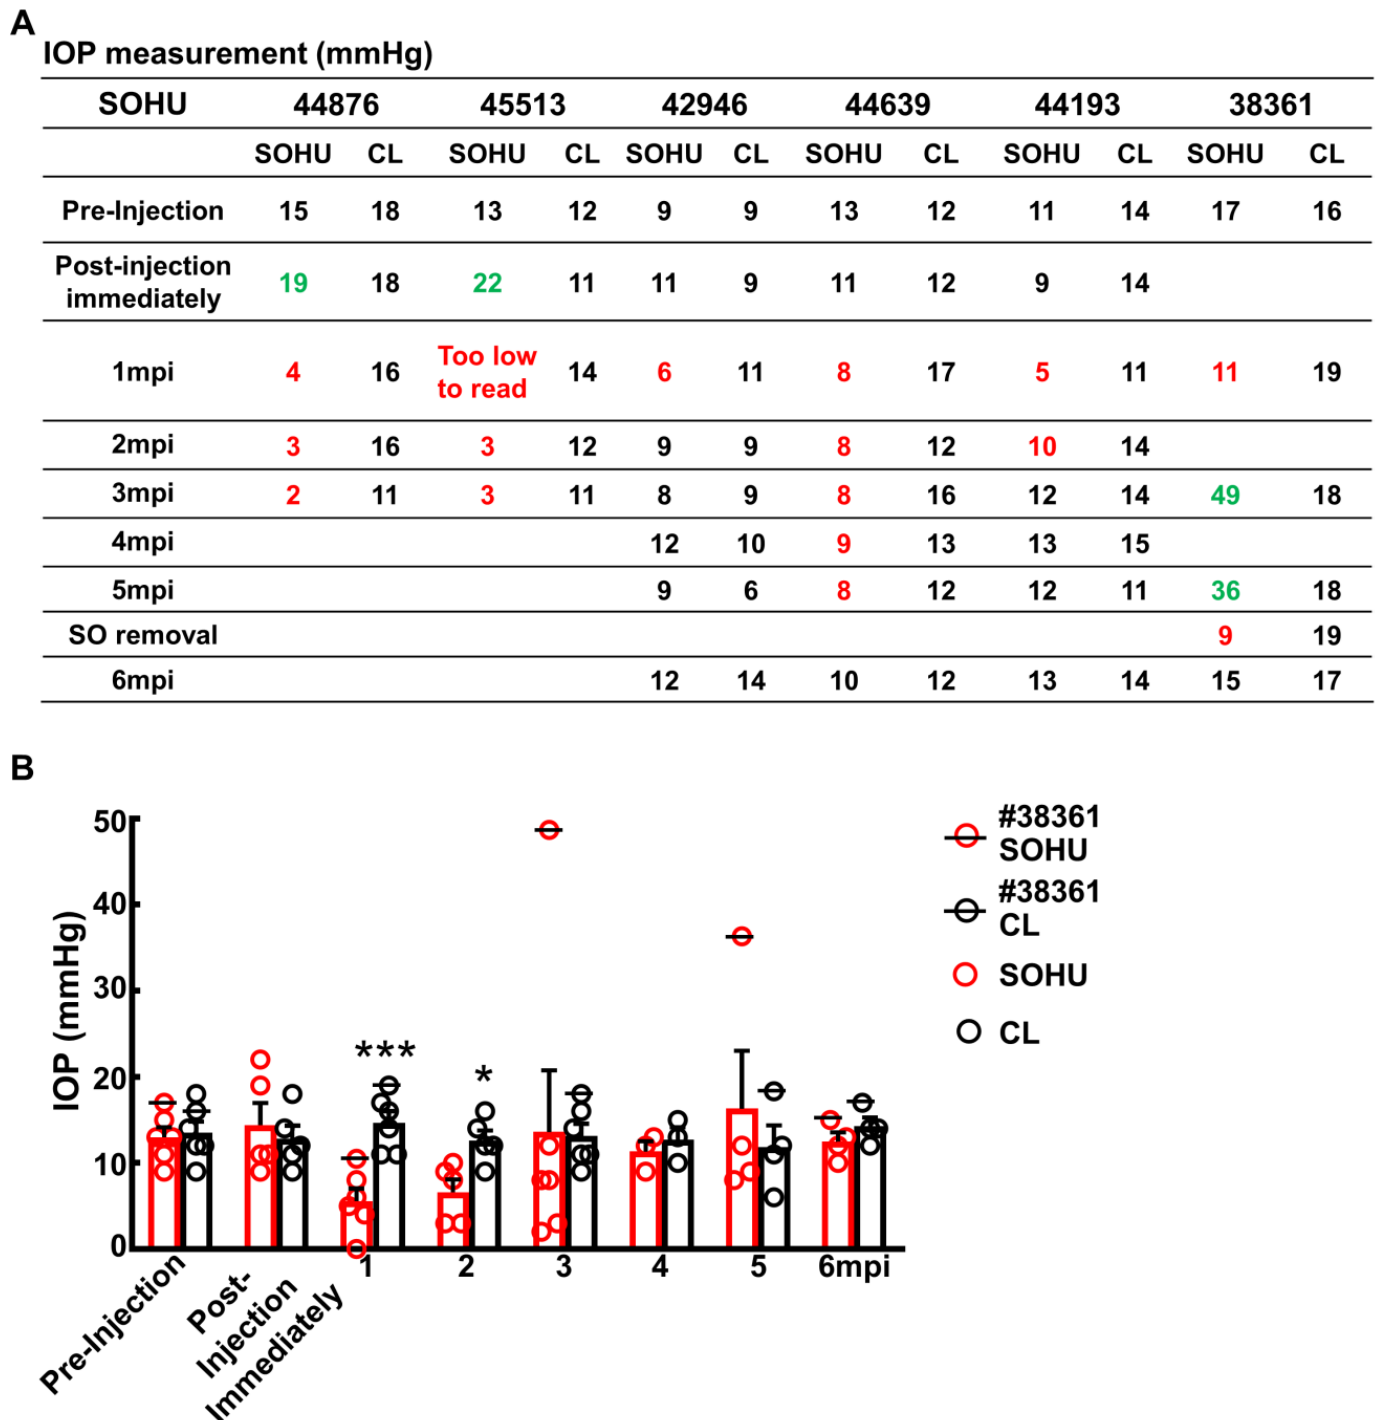 A
IOP measurement (mmHg)
SOHU 44876 45513 42946 44639 44193 38361
SOHU CL SOHU CL SOHU CL SOHU CL SOHU CL SOHU CL
Pre-Injection 15 18 13 12 9 9 13 12 11 14 17 16
Post-injection
immediately 19 18 22 11 11 9 11 12 9 14
1mpi 4 16 Too low
to read 14 6 11 8 17 5 11 11 19
2mpi 3 16 3 12 9 9 8 12 10 14
3mpi 2 11 3 11 8 9 8 16 12 14 49 18
4mpi 12 10 9 13 13 15
5mpi 9 6 8 12 12 11 36 18
SO removal 9 19
6mpi 12 14 10 12 13 14 15 17
B
IOP (mmHg)
50
40
30
20
10
0
***
*
Pre-Injection
Post-
Injection
Immediately
1 2 3 4 5 6mpi
#38361
SOHU
#38361
CL
SOHU
CL